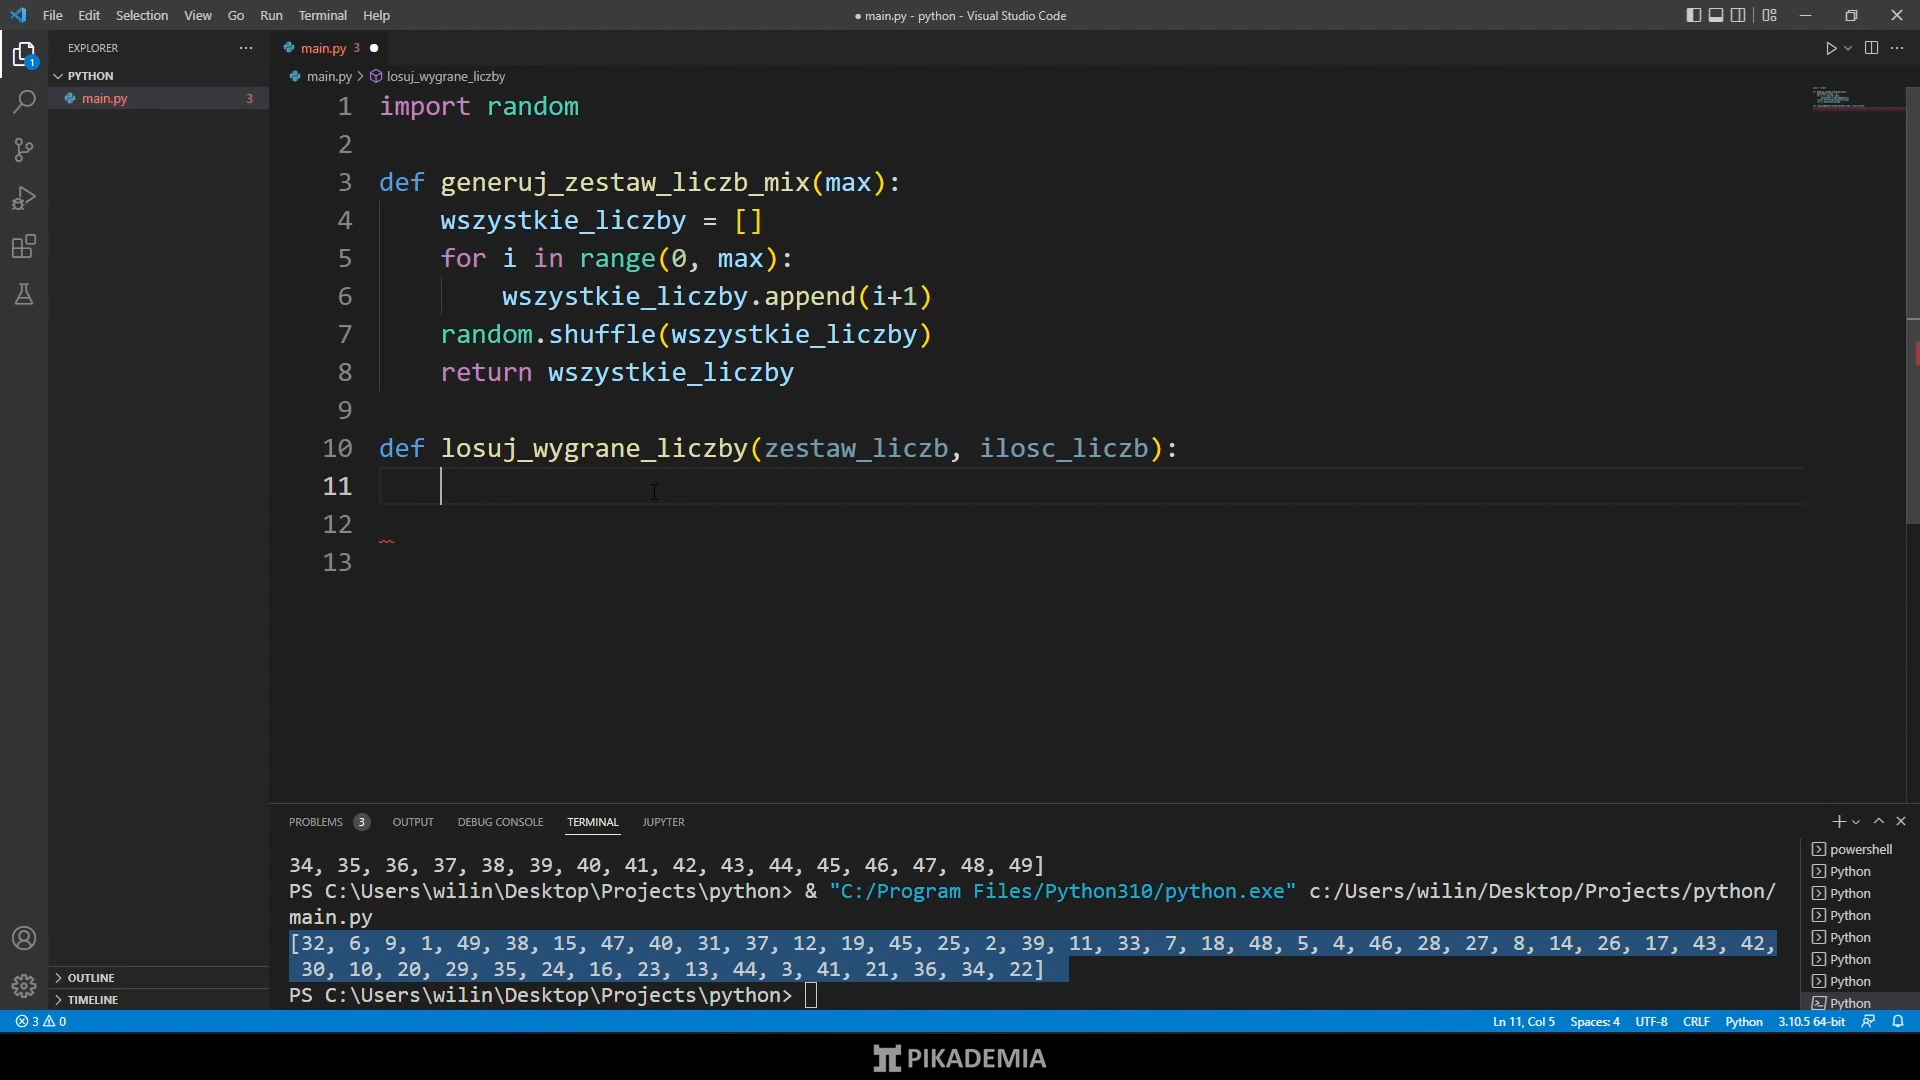 File Edit Selection View Go Run Terminal Help
● main.py - python - Visual Studio Code
EXPLORER
PYTHON
main.py 3
1
main.py 3
main.py > losuj_wygrane_liczby
1 import random
2
3 def generuj_zestaw_liczb_mix(max):
4 wszystkie_liczby = []
5 for i in range(0, max):
6 wszystkie_liczby.append(i+1)
7 random.shuffle(wszystkie_liczby)
8 return wszystkie_liczby
9
10 def losuj_wygrane_liczby(zestaw_liczb, ilosc_liczb):
11
12
13
PROBLEMS 3 OUTPUT DEBUG CONSOLE TERMINAL JUPYTER
34, 35, 36, 37, 38, 39, 40, 41, 42, 43, 44, 45, 46, 47, 48, 49]
PS C:\Users\wilin\Desktop\Projects\python> & "C:/Program Files/Python310/python.exe" c:/Users/wilin/Desktop/Projects/python/
main.py
[32, 6, 9, 1, 49, 38, 15, 47, 40, 31, 37, 12, 19, 45, 25, 2, 39, 11, 33, 7, 18, 48, 5, 4, 46, 28, 27, 8, 14, 26, 17, 43, 42,
30, 10, 20, 29, 35, 24, 16, 23, 13, 44, 3, 41, 21, 36, 34, 22]
PS C:\Users\wilin\Desktop\Projects\python>
powershell
Python
Python
Python
Python
Python
Python
Python
OUTLINE
TIMELINE
3 0
Ln 11, Col 5 Spaces: 4 UTF-8 CRLF Python 3.10.5 64-bit
PIKADEMIA